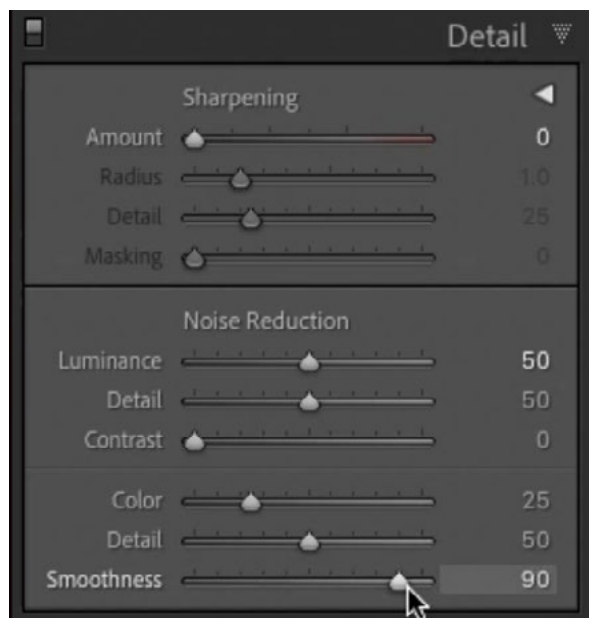 Detail
Sharpening
Amount 0
Radius 1.0
Detail 25
Masking 0
Noise Reduction
Luminance 50
Detail 50
Contrast 0
Color 25
Detail 50
Smoothness 90